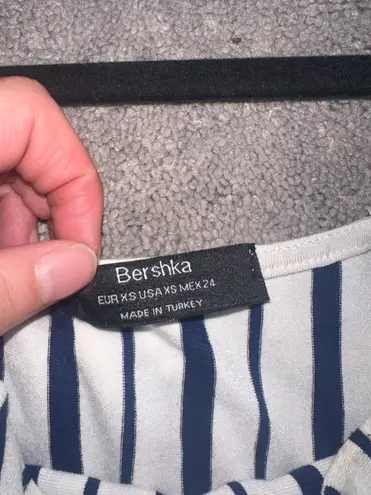 Bershka
EUR XS USA XS MEX 24
MADE IN TURKEY